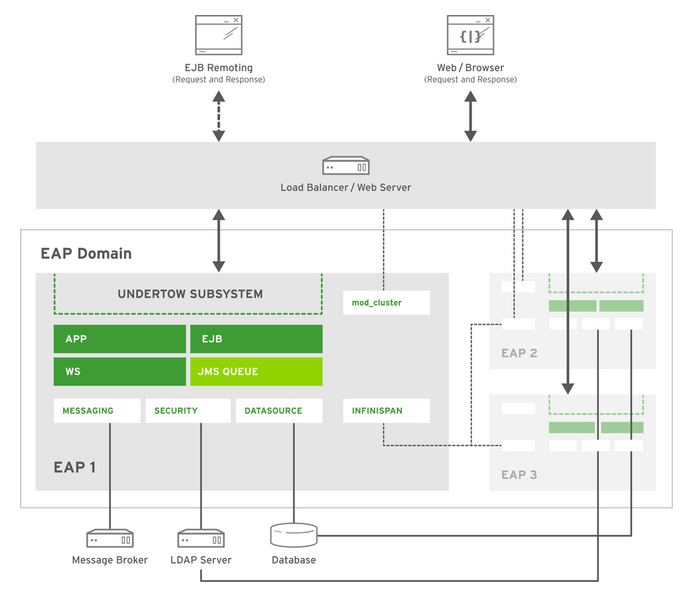 {|}
EJB Remoting
(Request and Response)
Web / Browser
(Request and Response)
Load Balancer / Web Server
EAP Domain
UNDERTOW SUBSYSTEM
mod_cluster
APP
EJB
WS
JMS QUEUE
EAP 2
MESSAGING
SECURITY
DATASOURCE
INFINISPAN
EAP 1
EAP 3
Message Broker
LDAP Server
Database